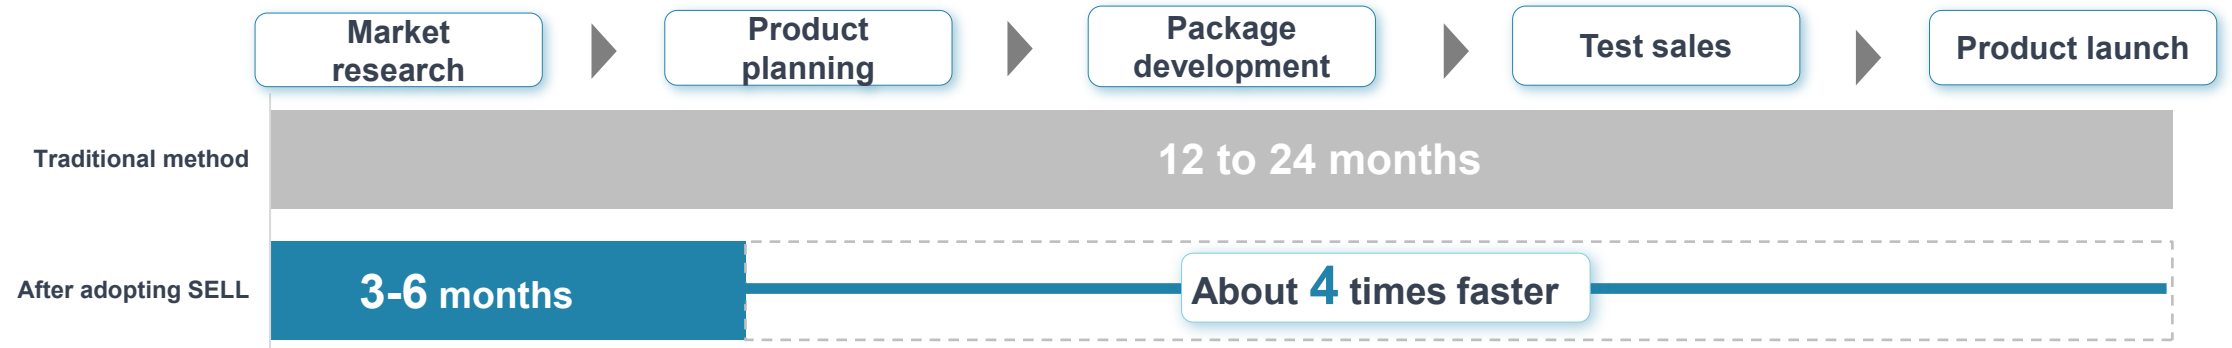 Market
research
Product
planning
Package
development
Test sales
Product launch
Traditional method
12 to 24 months
After adopting SELL
3-6 months
About 4 times faster